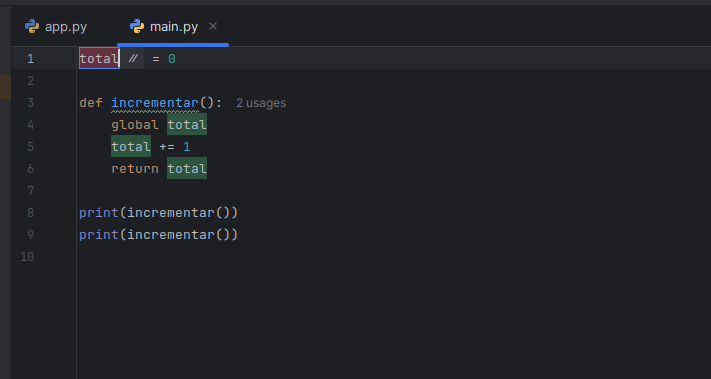 app.py main.py
1 total = 0
2
3 def incrementar(): 2 usages
4 global total
5 total += 1
6 return total
7
8 print(incrementar())
9 print(incrementar())
10